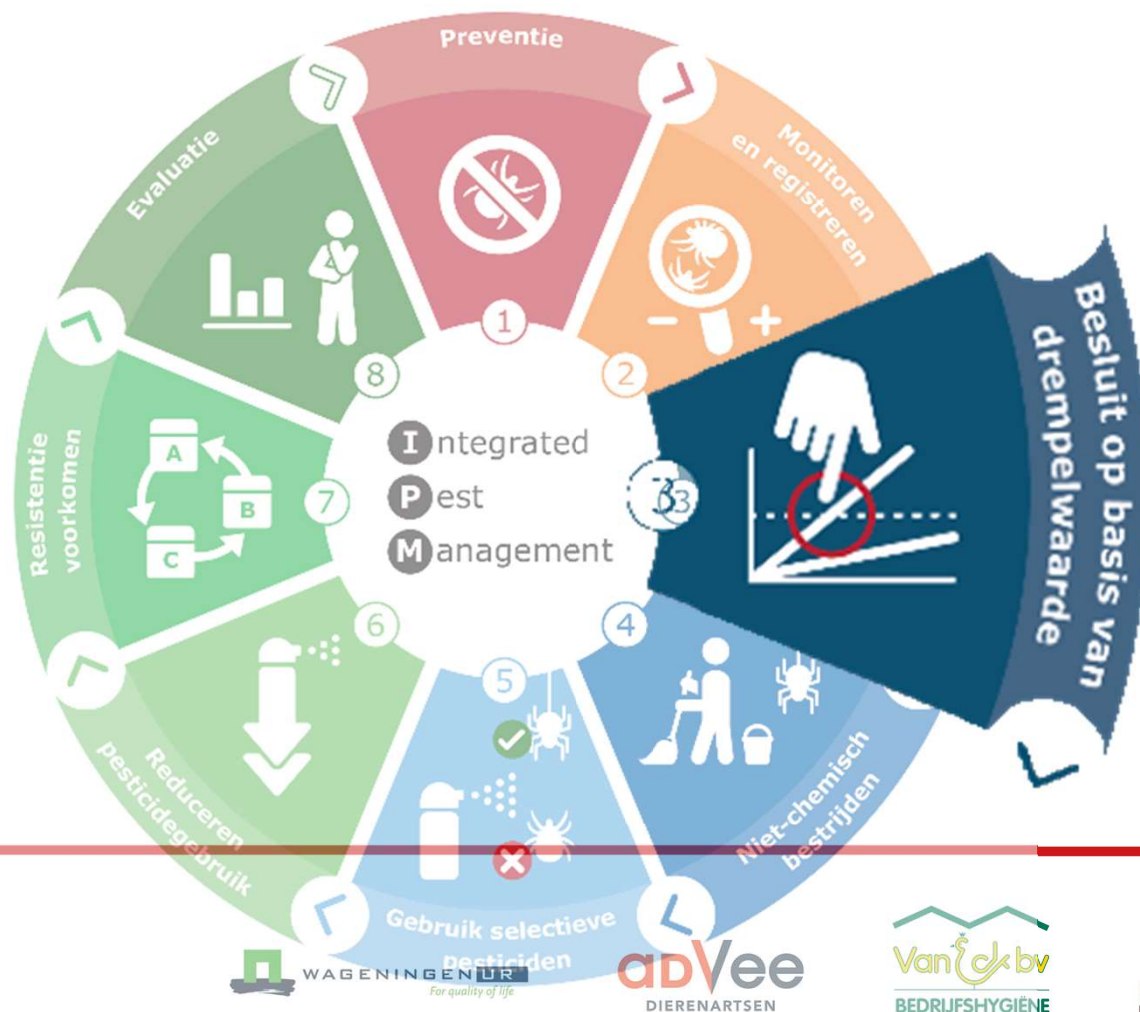 Preventie
1
Monitoren
en registreren
2
Besluit op basis van
drempelwaarde
3
Niet-chemisch
bestrijden
4
Gebruik selectieve
pesticiden
5
Reduceren
pesticidegebruik
6
Resistentie
voorkomen
7
A
B
C
Evaluatie
8
Integrated
Pest
Management
WAGENINGEN UR
For quality of life
aDVee
DIERENARTSEN
Van Eck bv
BEDRIJFSHYGIËNE